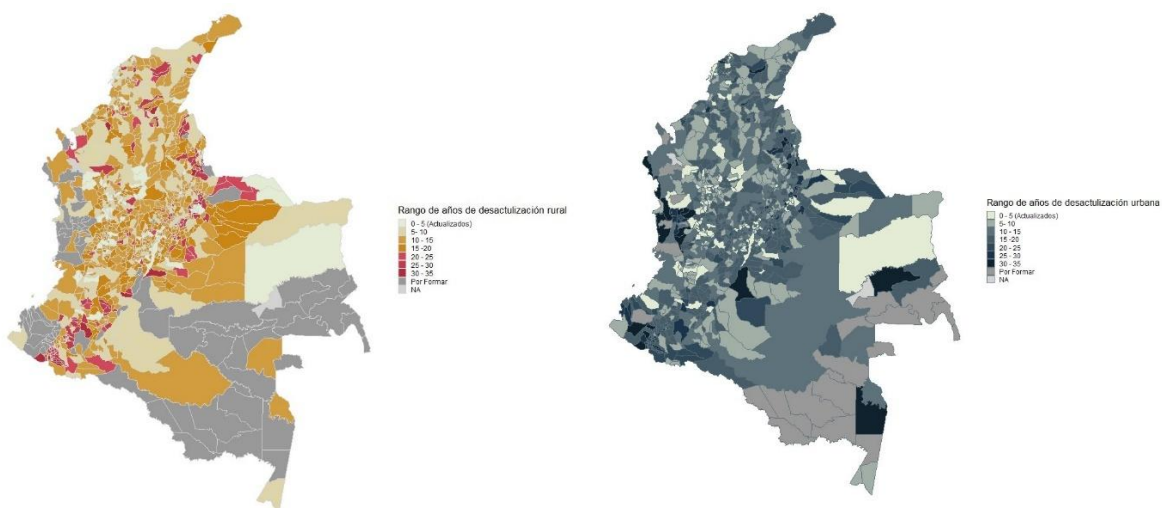 Rango de años de desactulización rural
0 - 5 (Actualizados)
5- 10
10 - 15
15 -20
20 - 25
25 - 30
30 - 35
Por Formar
NA
Rango de años de desactulización urbana
0 - 5 (Actualizados)
5 - 10
10 - 15
15 -20
20 - 25
25 - 30
30 - 35
Por Formar
NA